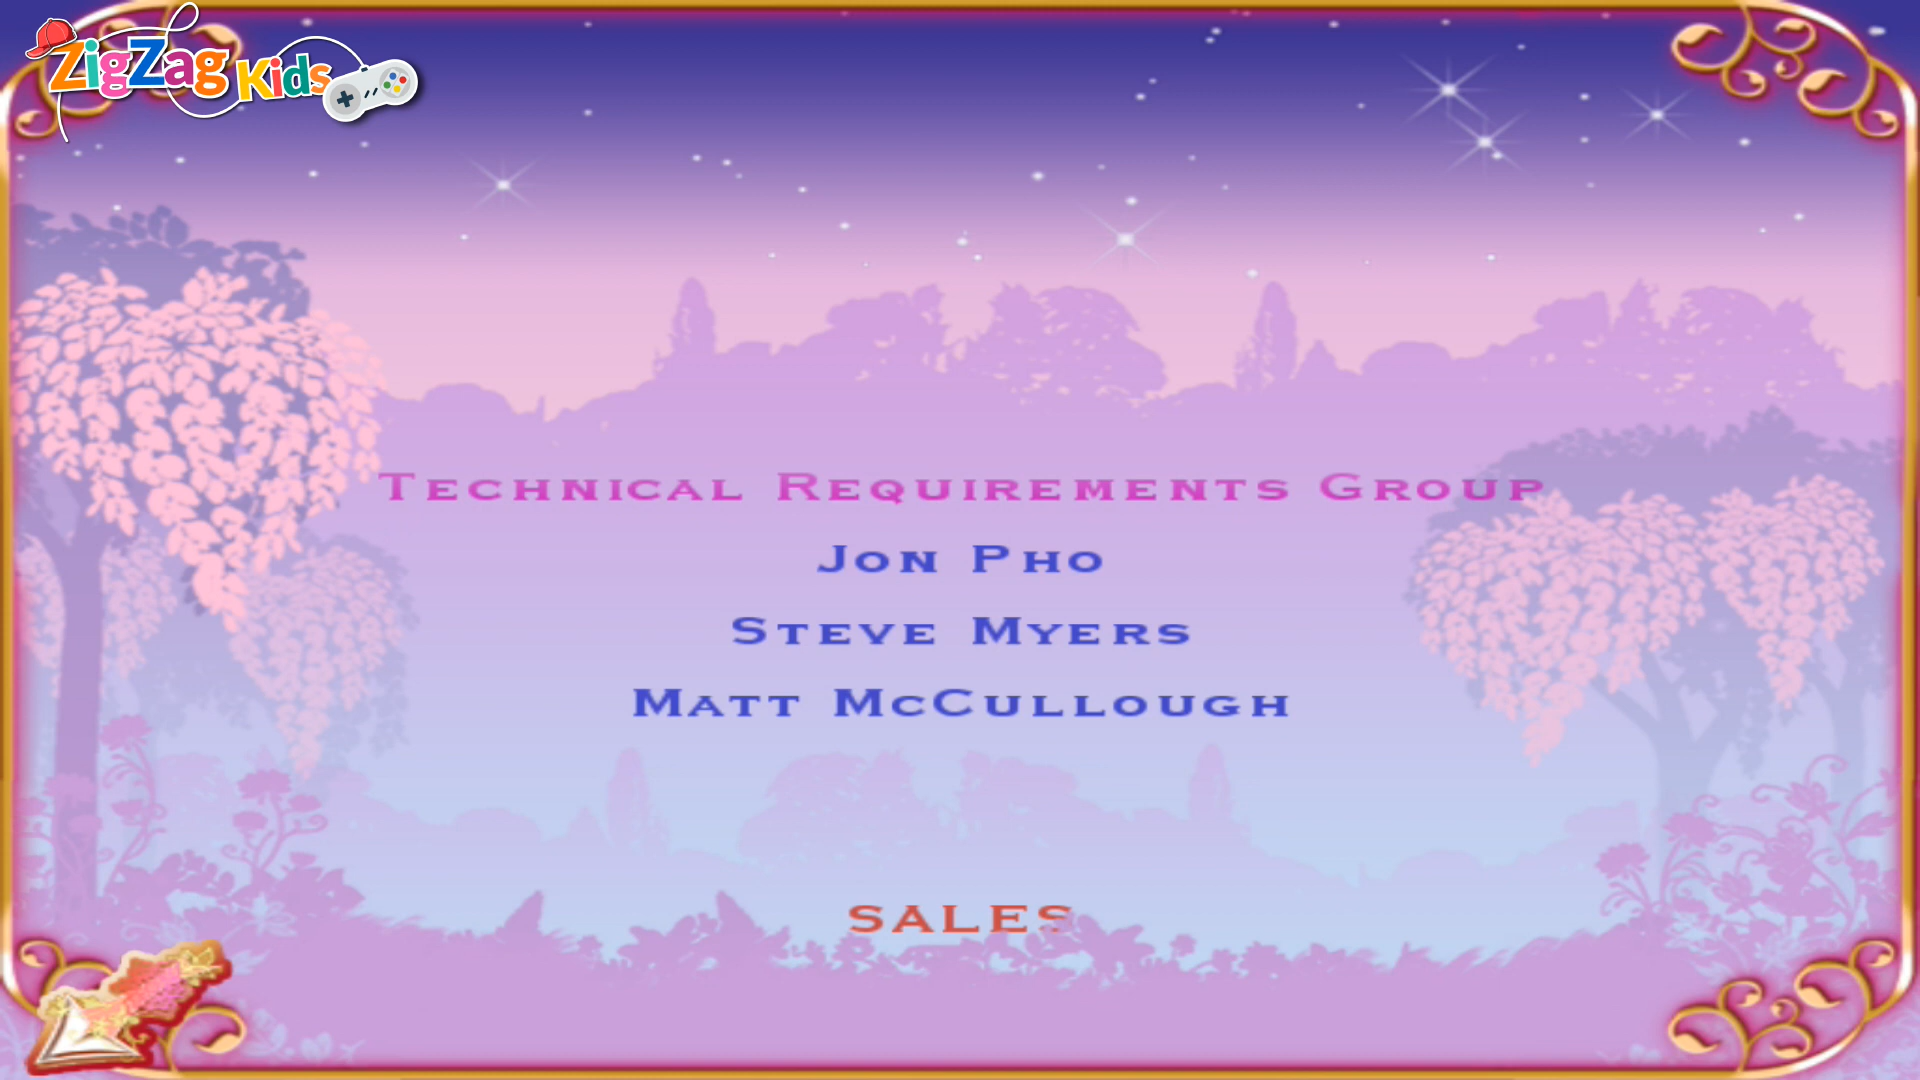 ZigZag Kids
Technical Requirements Group
Jon Pho
Steve Myers
Matt McCullough
SALES